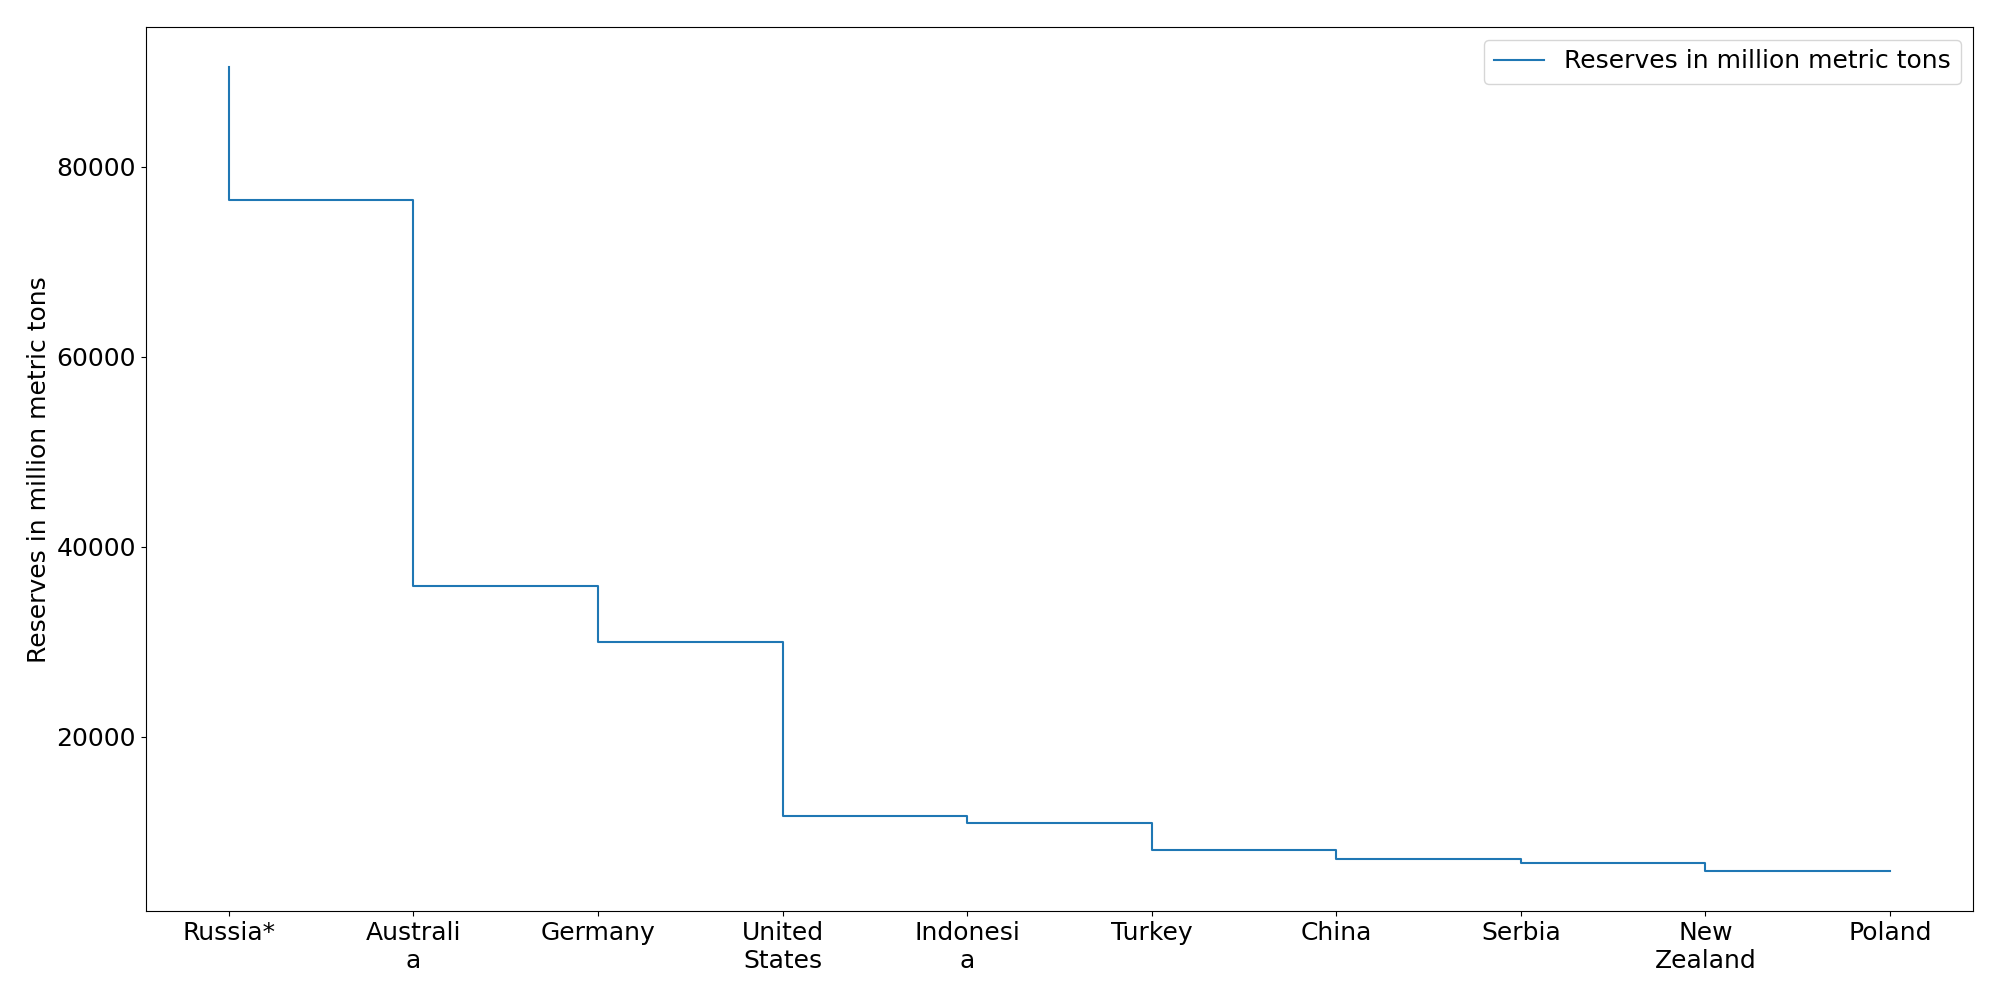 Reserves in million metric tons
Reserves in million metric tons
80000
60000
40000
20000
Russia*
Australi
a
Germany
United
States
Indonesi
a
Turkey
China
Serbia
New
Zealand
Poland